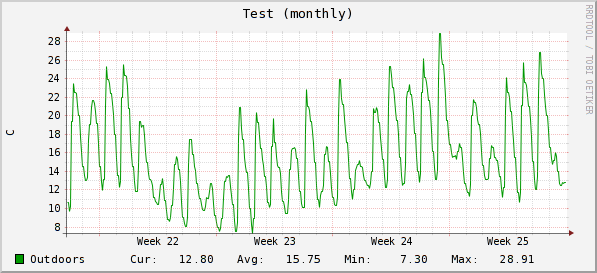 Test (monthly)
RRDTOOL / TOBI OETIKER
C
28
26
24
22
20
18
16
14
12
10
8
Week 22 Week 23 Week 24 Week 25
Outdoors Cur: 12.80 Avg: 15.75 Min: 7.30 Max: 28.91